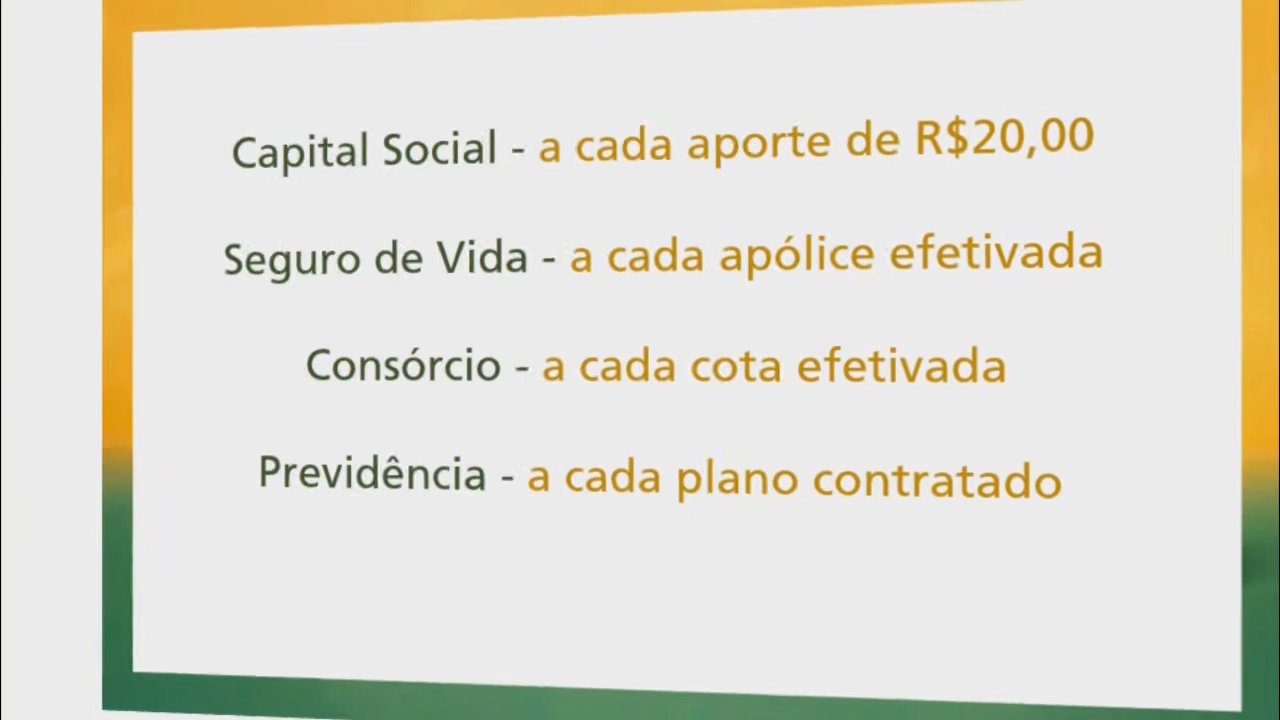 Capital Social - a cada aporte de R$20,00
Seguro de Vida - a cada apólice efetivada
Consórcio - a cada cota efetivada
Previdência - a cada plano contratado